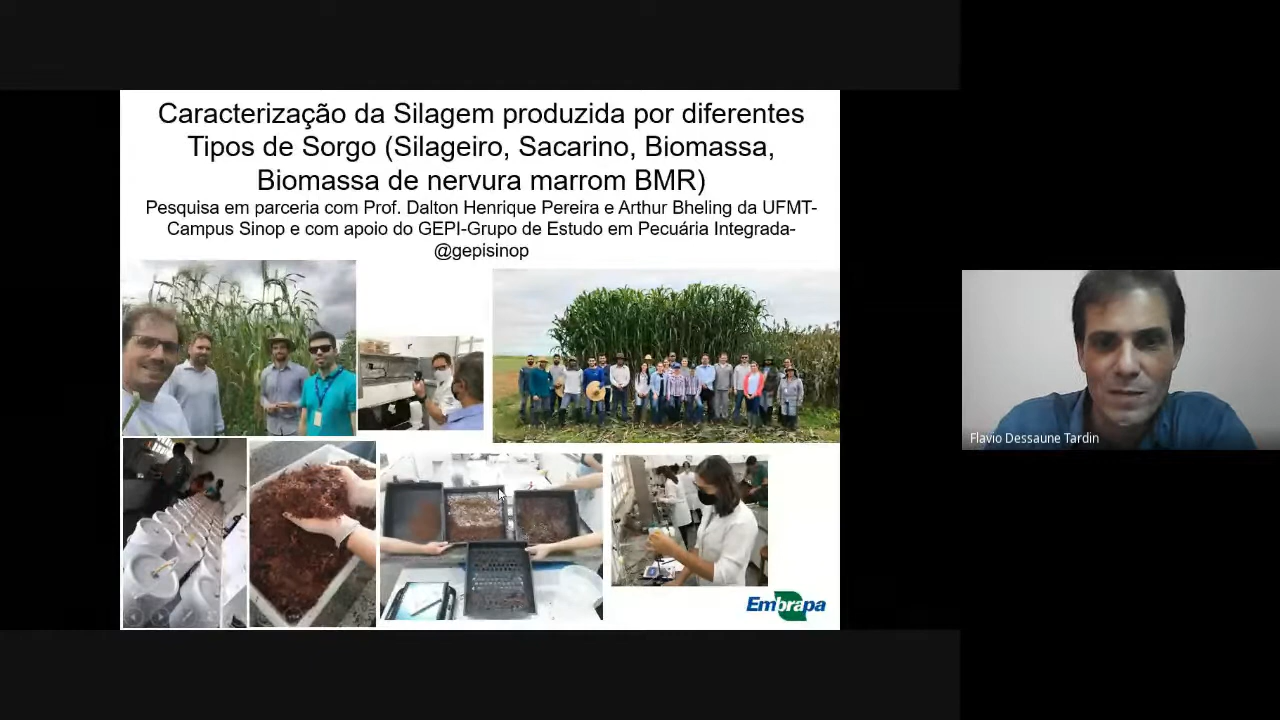 Caracterização da Silagem produzida por diferentes
Tipos de Sorgo (Silageiro, Sacarino, Biomassa,
Biomassa de nervura marrom BMR)
Pesquisa em parceria com Prof. Dalton Henrique Pereira e Arthur Bheling da UFMT-
Campus Sinop e com apoio do GEPI-Grupo de Estudo em Pecuária Integrada-
@gepisinop
Embrapa
Flavio Dessaune Tardin